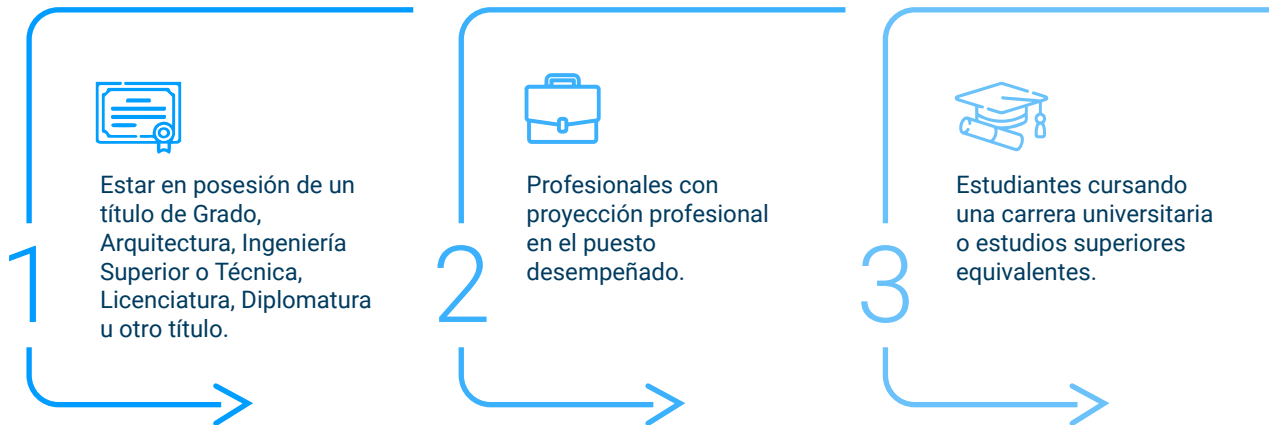 1
Estar en posesión de un
título de Grado,
Arquitectura, Ingeniería
Superior o Técnica,
Licenciatura, Diplomatura
u otro título.
2
Profesionales con
proyección profesional
en el puesto
desempeñado.
3
Estudiantes cursando
una carrera universitaria
o estudios superiores
equivalentes.